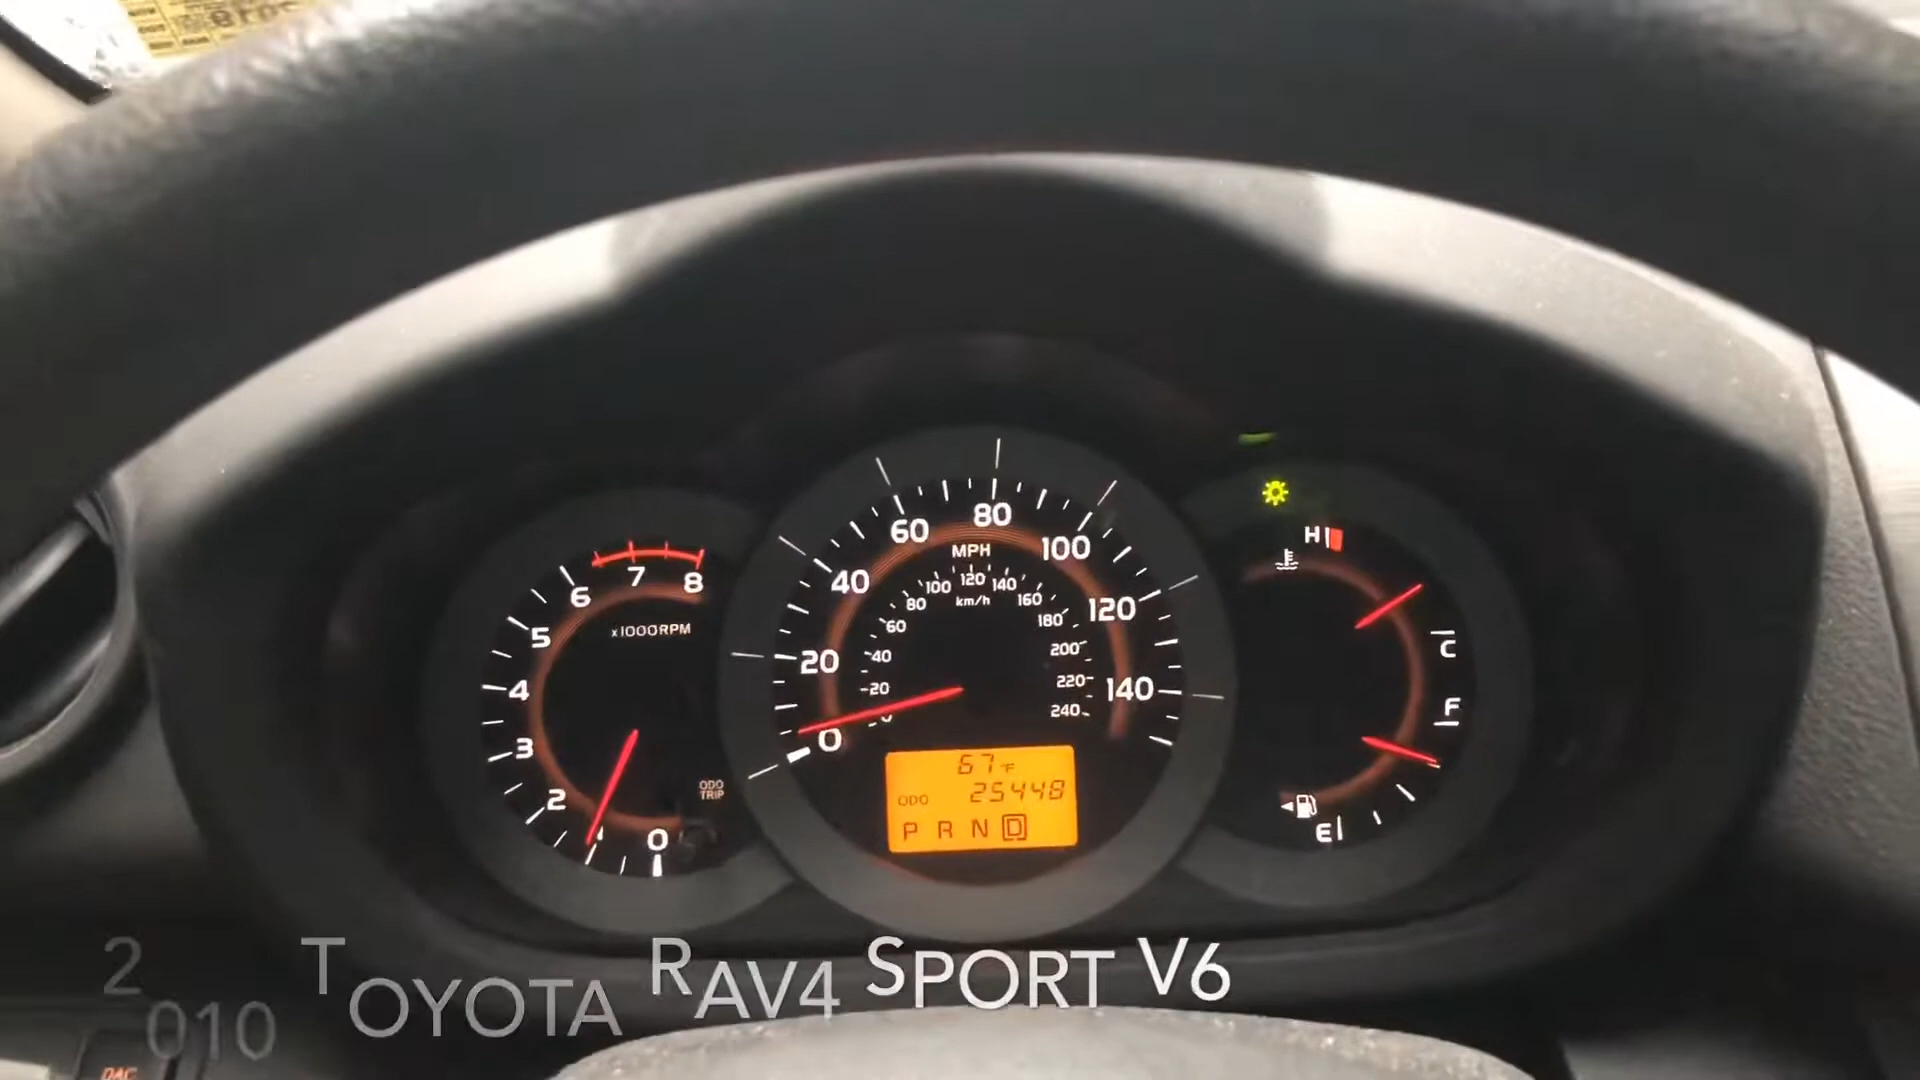 2018
8
7
6
5
4
3
2
0
x1000RPM
ODO
TRIP
0
20
40
60
80
100
120
140
MPH
km/h
20
40
60
80
100
120
140
160
180
200
220
240
67°F
ODO 25448
P R N D
H
C
F
E
2010 TOYOTA RAV4 SPORT V6
DAC